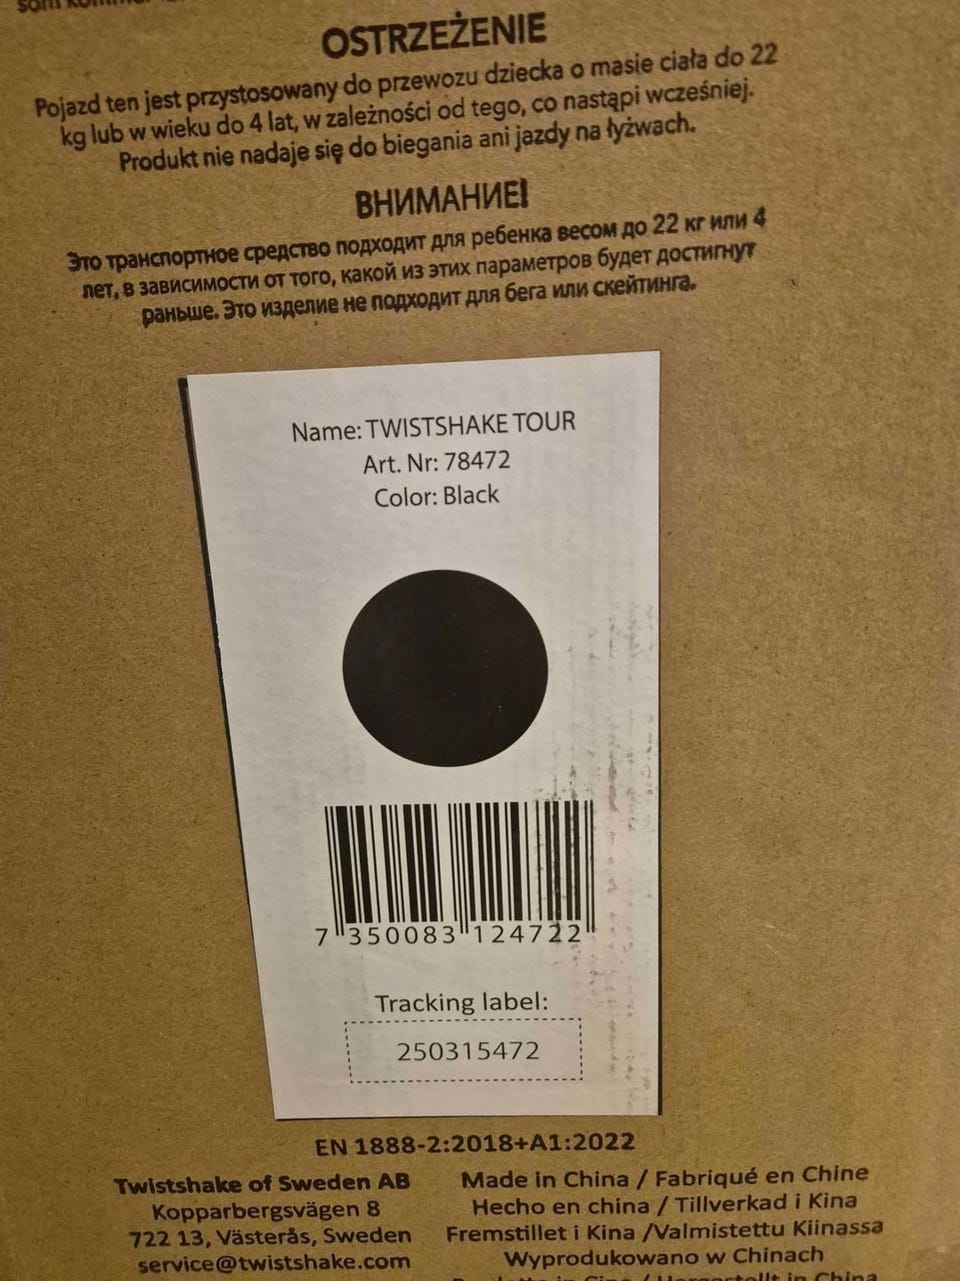 OSTRZEŻENIE
Pojazd ten jest przystosowany do przewozu dziecka o masie ciała do 22
kg lub w wieku do 4 lat, w zależności od tego, co nastąpi wcześniej.
Produkt nie nadaje się do biegania ani jazdy na łyżwach.
ВНИМАНИЕ!
Это транспортное средство подходит для ребенка весом до 22 кг или 4
лет, в зависимости от того, какой из этих параметров будет достигнут
раньше. Это изделие не подходит для бега или скейтинга.
Name: TWISTSHAKE TOUR
Art. Nr: 78472
Color: Black
7 350083 124722
Tracking label:
250315472
EN 1888-2:2018+A1:2022
Twistshake of Sweden AB
Kopparbergsvägen 8
722 13, Västerås, Sweden
service@twistshake.com
Made in China / Fabriqué en Chine
Hecho en china / Tillverkad i Kina
Fremstillet i Kina /Valmistettu Kiinassa
Wyprodukowano w Chinach